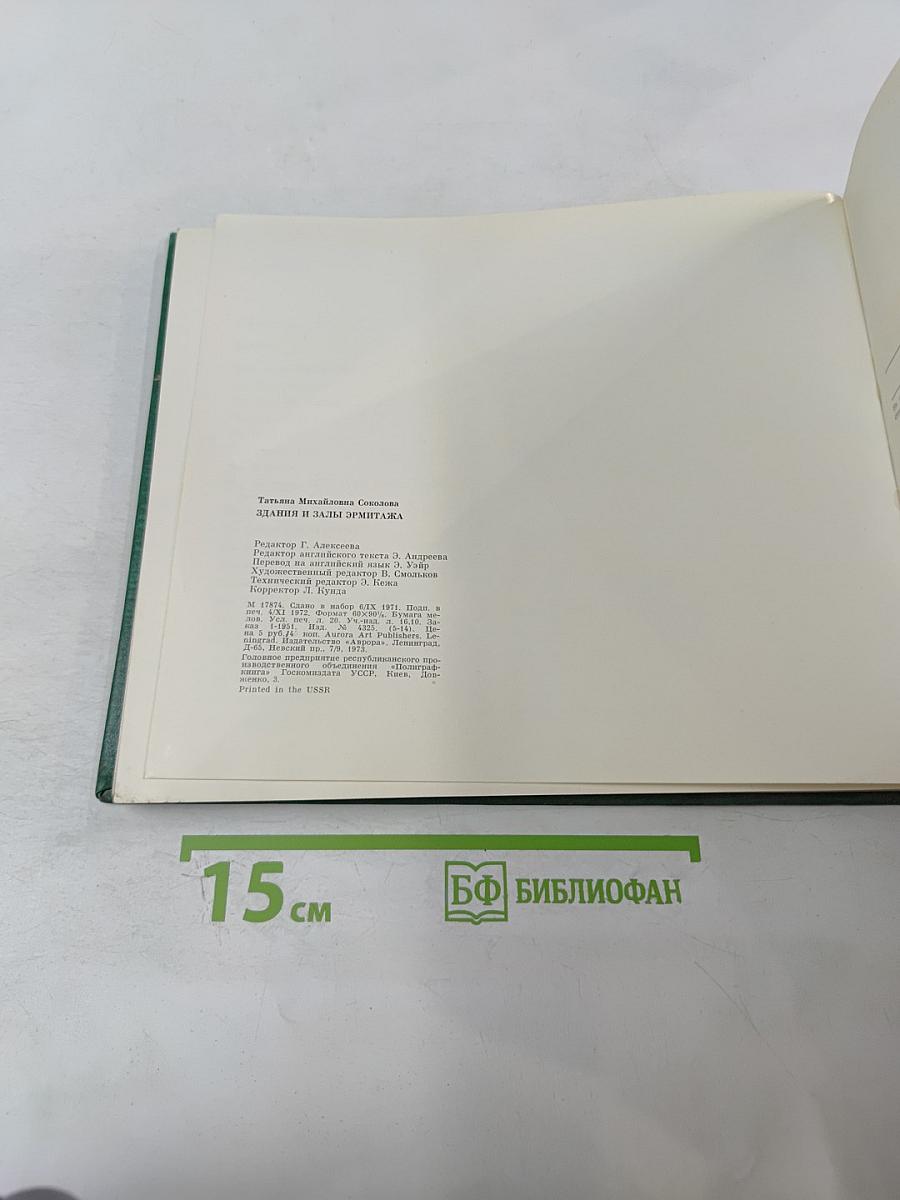 Татьяна Михайловна Соколова
ЗДАНИЯ И ЗАЛЫ ЭРМИТАЖА
Редактор Г. Алексеева
Редактор английского текста Э. Андреева
Перевод на английский язык Э. Уэйр
Художественный редактор В. Смольков
Технический редактор Э. Кежа
Корректор Л. Кунда
М 17874. Сдано в набор 6/IX 1971. Подп. в
печ. 4/XI 1972. Формат 60×90⅛. Бумага ме-
лов. Усл. печ. л. 20. Уч.-изд. л. 16,10. За-
каз 1-1951. Изд. № 4325. (5-14). Це-
на 5 руб. коп. Aurora Art Publishers. Le-
ningrad. Издательство «Аврора». Ленинград,
Д-65, Невский пр., 7/9, 1973.
Головное предприятие республиканского про-
изводственного объединения «Полиграф-
книга» Госкомиздата УССР, Киев, Дов-
женко, 3.
Printed in the USSR
15 см
БФ БИБЛИОФАН